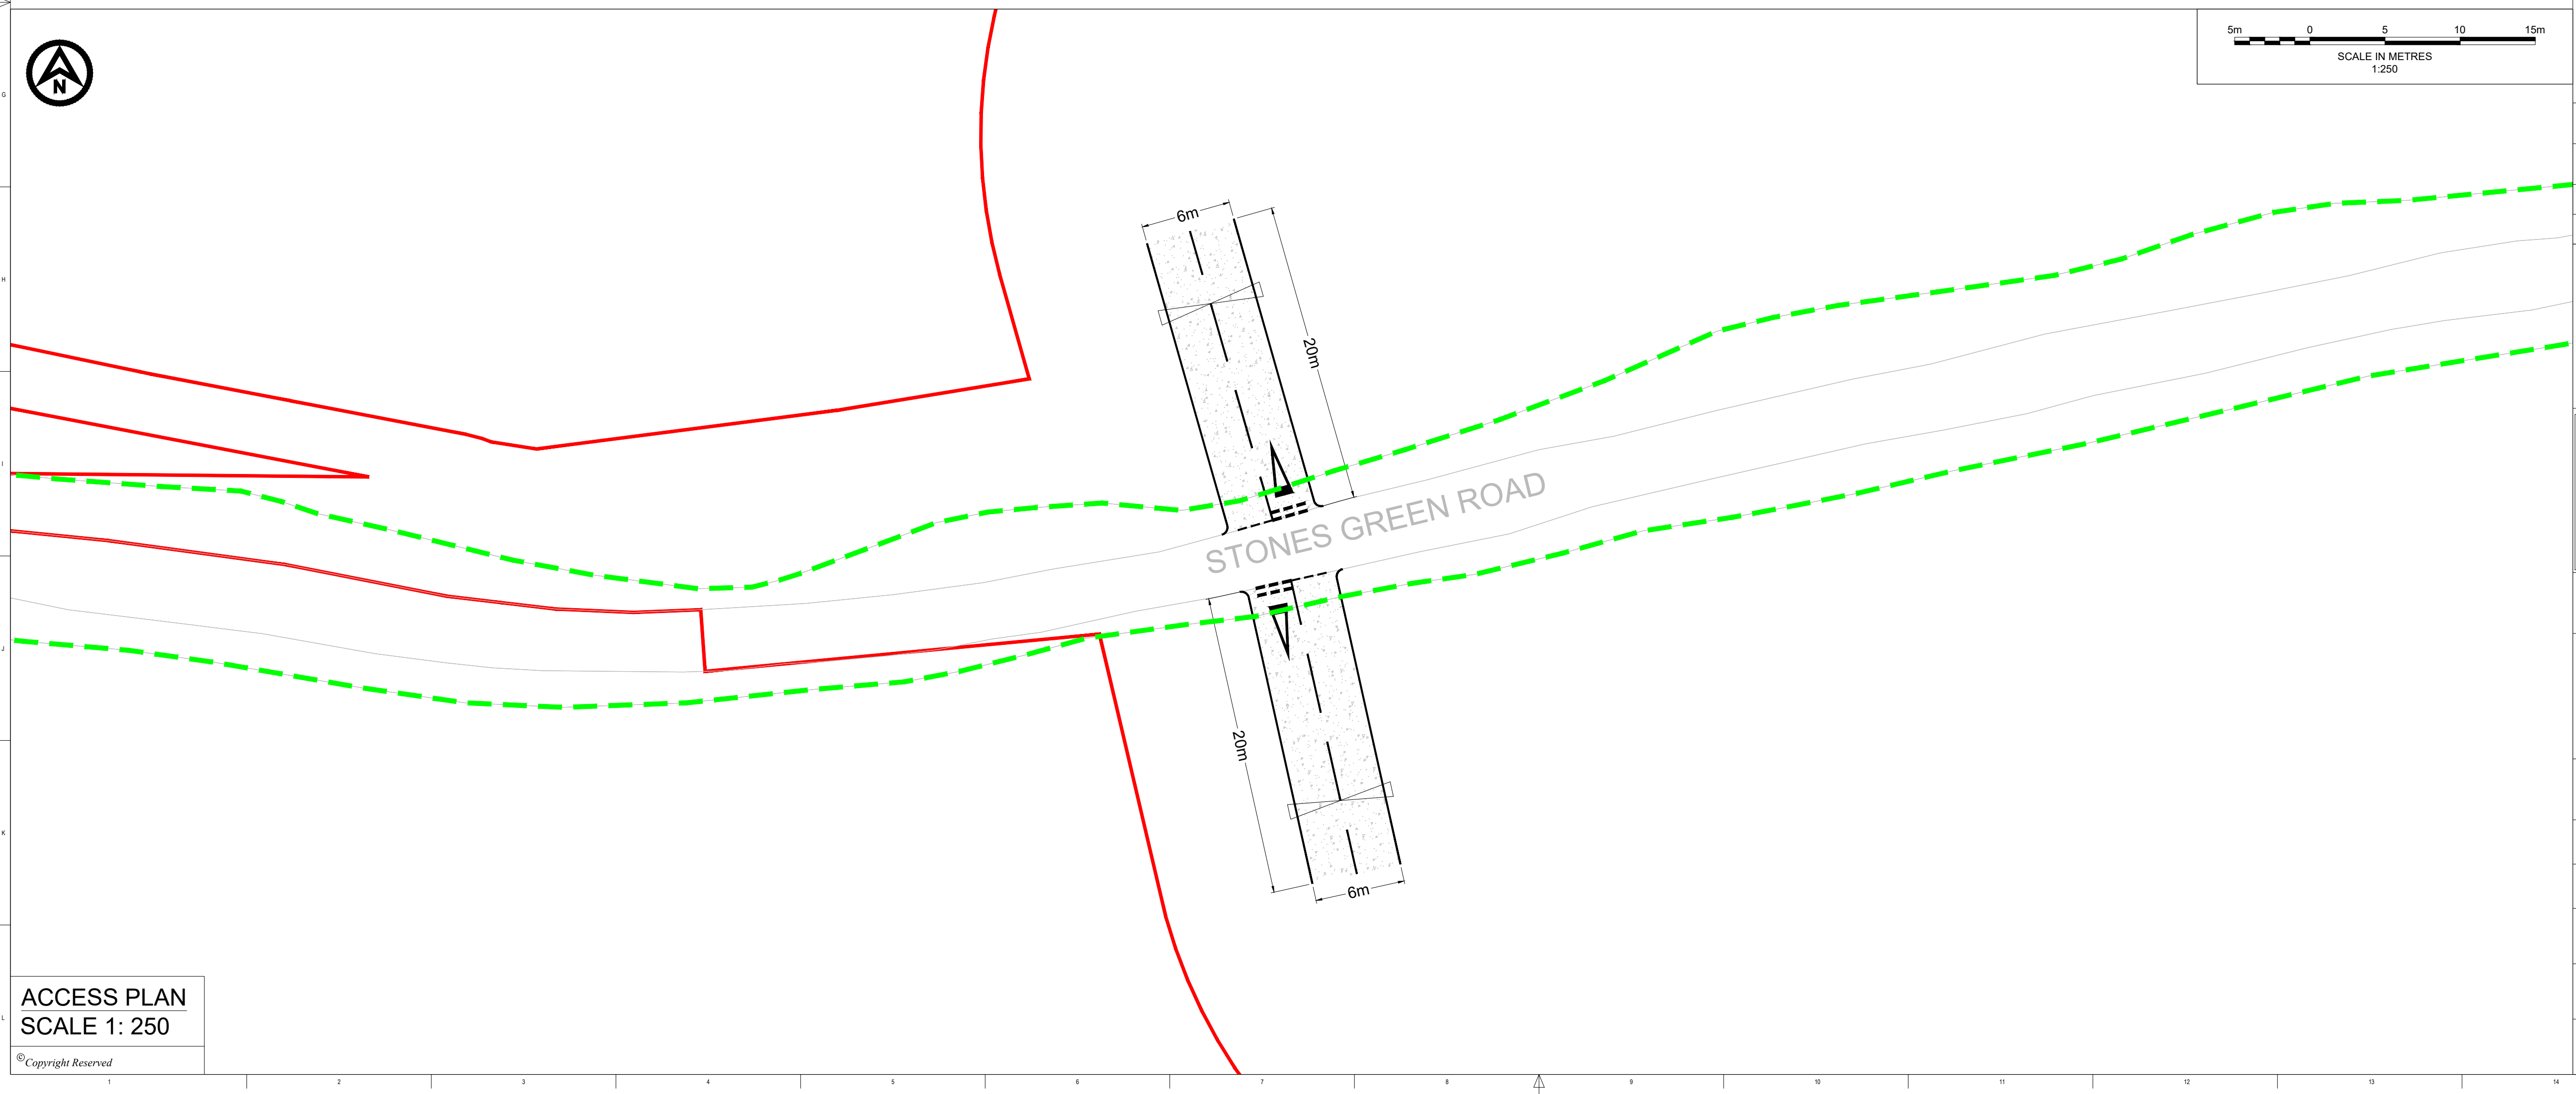 5m 0 5 10 15m
SCALE IN METRES
1:250
N
G
H
I
J
K
L
6m
20m
STONES GREEN ROAD
20m
6m
ACCESS PLAN
SCALE 1: 250
©Copyright Reserved
1 2 3 4 5 6 7 8 9 10 11 12 13 14